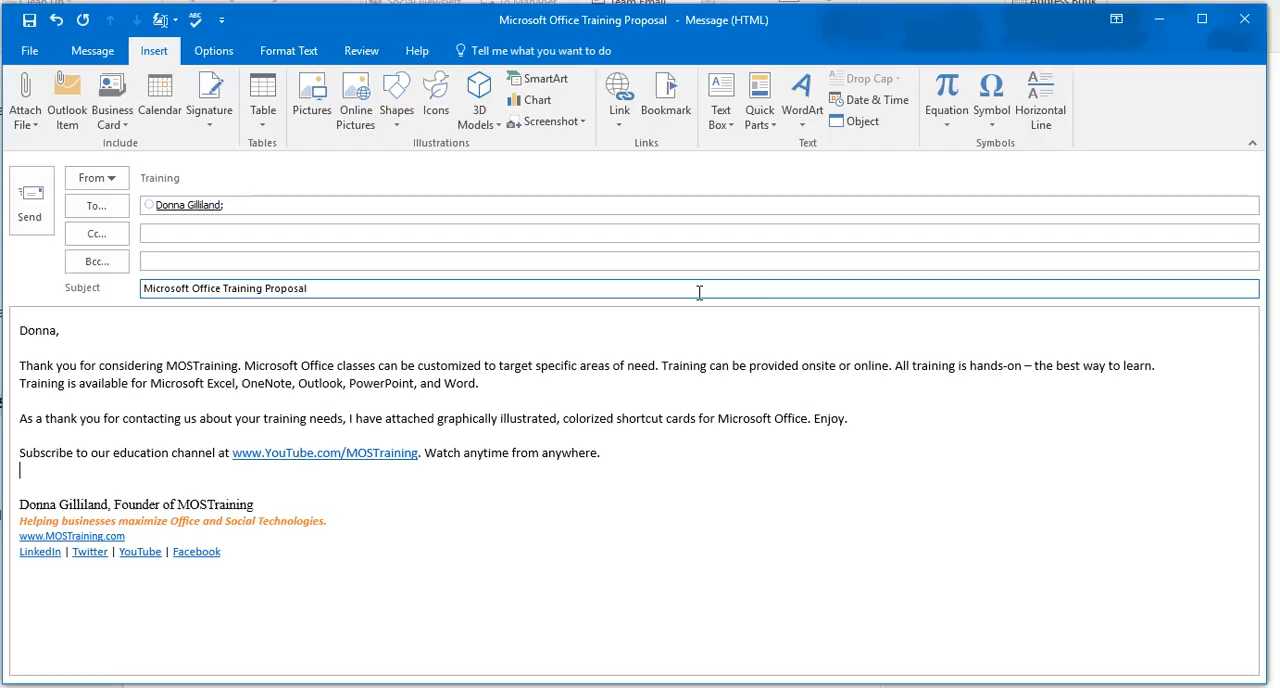 Microsoft Office Training Proposal - Message (HTML)
File Message Insert Options Format Text Review Help Tell me what you want to do
Attach File Outlook Item Business Card Calendar Signature
Include
Table
Tables
Pictures Online Pictures Shapes Icons 3D Models SmartArt Chart Screenshot
Illustrations
Link Bookmark
Links
Text Box Quick Parts WordArt Drop Cap Date & Time Object
Text
Equation Symbol Horizontal Line
Symbols
Send
From Training
To... Donna Gilliland;
Cc...
Bcc...
Subject Microsoft Office Training Proposal
Donna,
Thank you for considering MOSTraining. Microsoft Office classes can be customized to target specific areas of need. Training can be provided onsite or online. All training is hands-on – the best way to learn.
Training is available for Microsoft Excel, OneNote, Outlook, PowerPoint, and Word.
As a thank you for contacting us about your training needs, I have attached graphically illustrated, colorized shortcut cards for Microsoft Office. Enjoy.
Subscribe to our education channel at www.YouTube.com/MOSTraining. Watch anytime from anywhere.
Donna Gilliland, Founder of MOSTraining
Helping businesses maximize Office and Social Technologies.
www.MOSTraining.com
LinkedIn | Twitter | YouTube | Facebook